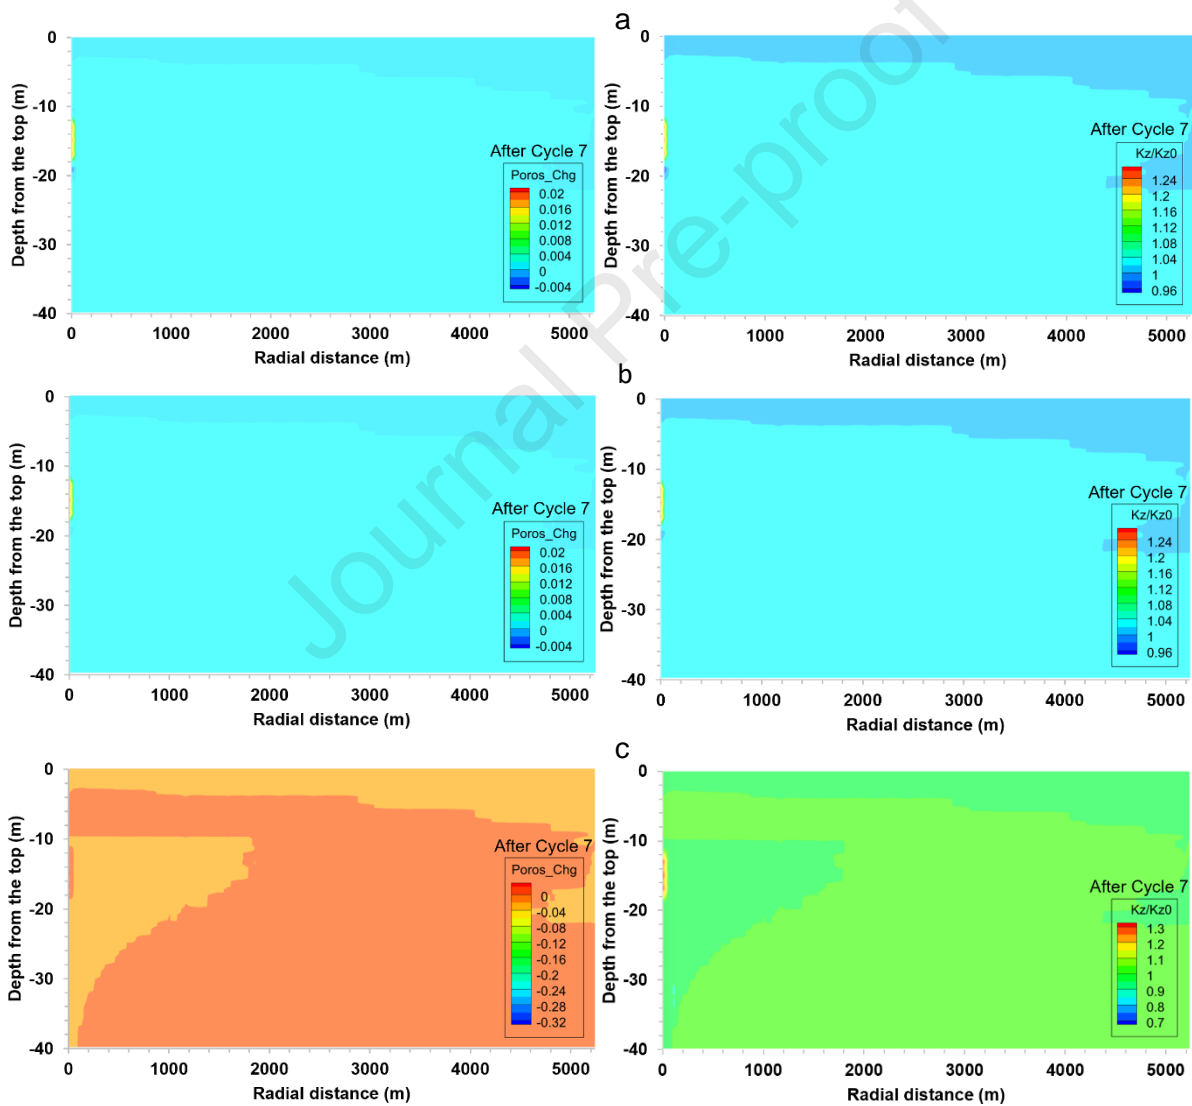 a
0
-10
-20
-30
-40
Depth from the top (m)
0 1000 2000 3000 4000 5000
Radial distance (m)
After Cycle 7
Poros_Chg
0.02
0.016
0.012
0.008
0.004
0
-0.004
0
-10
-20
-30
-40
Depth from the top (m)
0 1000 2000 3000 4000 5000
Radial distance (m)
After Cycle 7
Kz/Kz0
1.24
1.2
1.16
1.12
1.08
1.04
1
0.96
b
0
-10
-20
-30
-40
Depth from the top (m)
0 1000 2000 3000 4000 5000
Radial distance (m)
After Cycle 7
Poros_Chg
0.02
0.016
0.012
0.008
0.004
0
-0.004
0
-10
-20
-30
-40
Depth from the top (m)
0 1000 2000 3000 4000 5000
Radial distance (m)
After Cycle 7
Kz/Kz0
1.24
1.2
1.16
1.12
1.08
1.04
1
0.96
c
0
-10
-20
-30
-40
Depth from the top (m)
0 1000 2000 3000 4000 5000
Radial distance (m)
After Cycle 7
Poros_Chg
0
-0.04
-0.08
-0.12
-0.16
-0.2
-0.24
-0.28
-0.32
0
-10
-20
-30
-40
Depth from the top (m)
0 1000 2000 3000 4000 5000
Radial distance (m)
After Cycle 7
Kz/Kz0
1.3
1.2
1.1
1
0.9
0.8
0.7
Journal Pre-proof